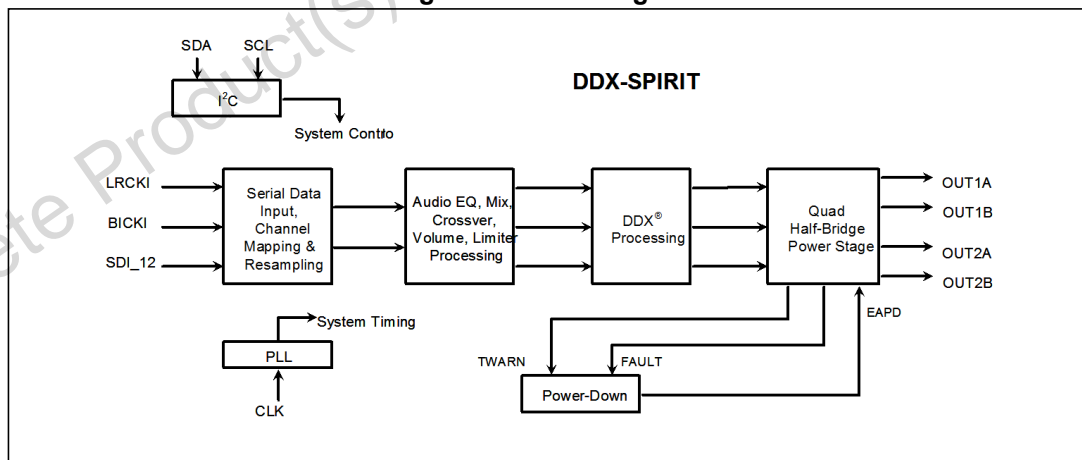 SDA SCL
DDX-SPIRIT
I²C
System Contro
LRCKI
BICKI
SDI_12
Serial Data
Input,
Channel
Mapping &
Resampling
Audio EQ, Mix,
Crossver,
Volume, Limiter
Processing
DDX®
Processing
Quad
Half-Bridge
Power Stage
OUT1A
OUT1B
OUT2A
OUT2B
EAPD
System Timing
PLL
CLK
TWARN
FAULT
Power-Down
ete Product(s)